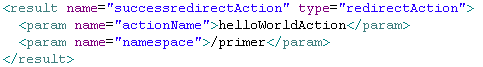 <result name="successredirectAction" type="redirectAction">
<param name="actionName">helloWorldAction</param>
<param name="namespace">/primer</param>
</result>